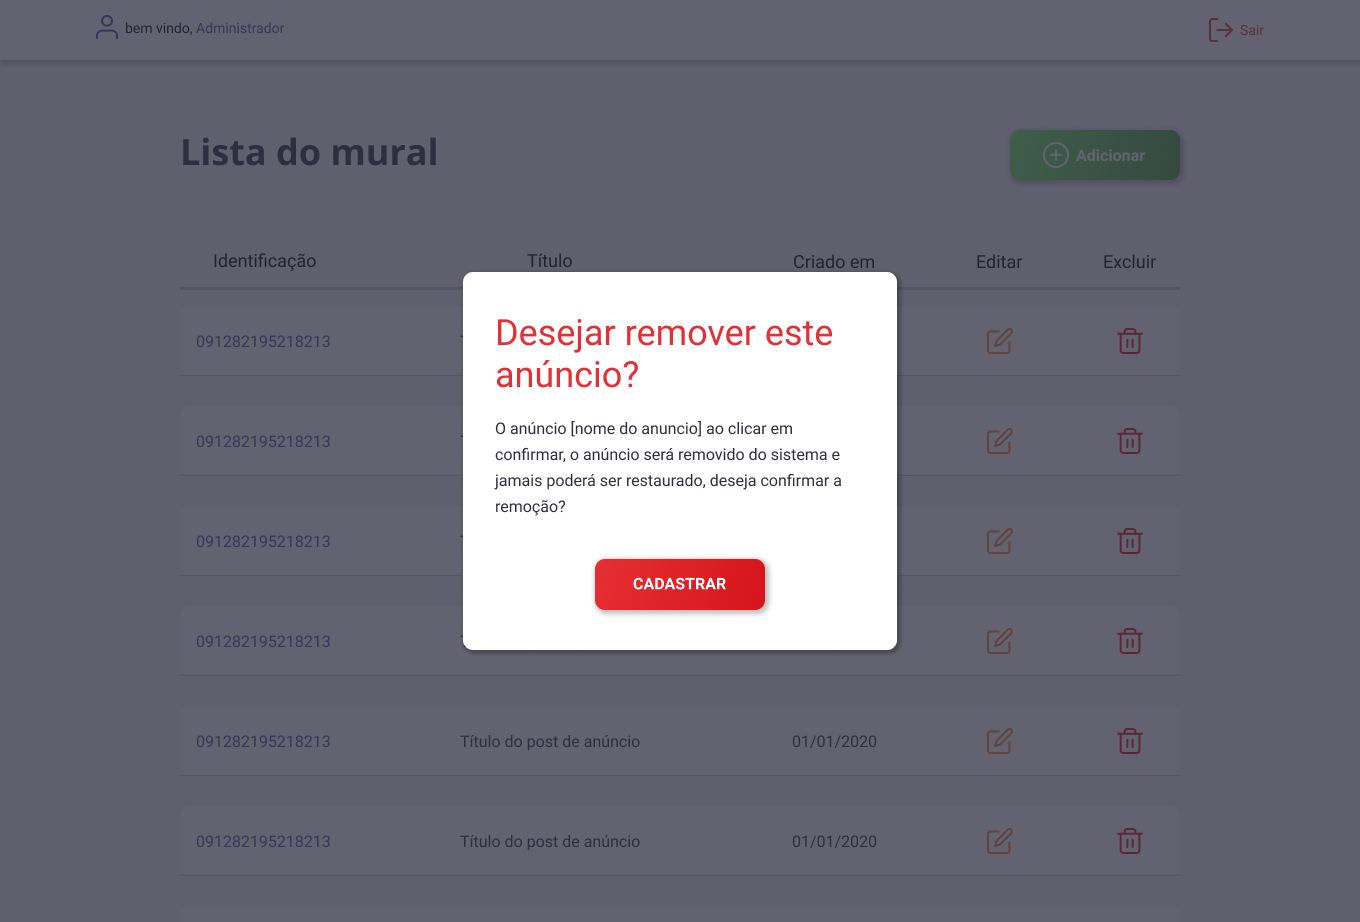 bem vindo, Administrador
Sair
Lista do mural
Adicionar
Identificação Título Criado em Editar Excluir
091282195218213
Desejar remover este
anúncio?
O anúncio [nome do anuncio] ao clicar em
confirmar, o anúncio será removido do sistema e
jamais poderá ser restaurado, deseja confirmar a
remoção?
CADASTRAR
091282195218213
091282195218213
091282195218213
091282195218213 Título do post de anúncio 01/01/2020
091282195218213 Título do post de anúncio 01/01/2020